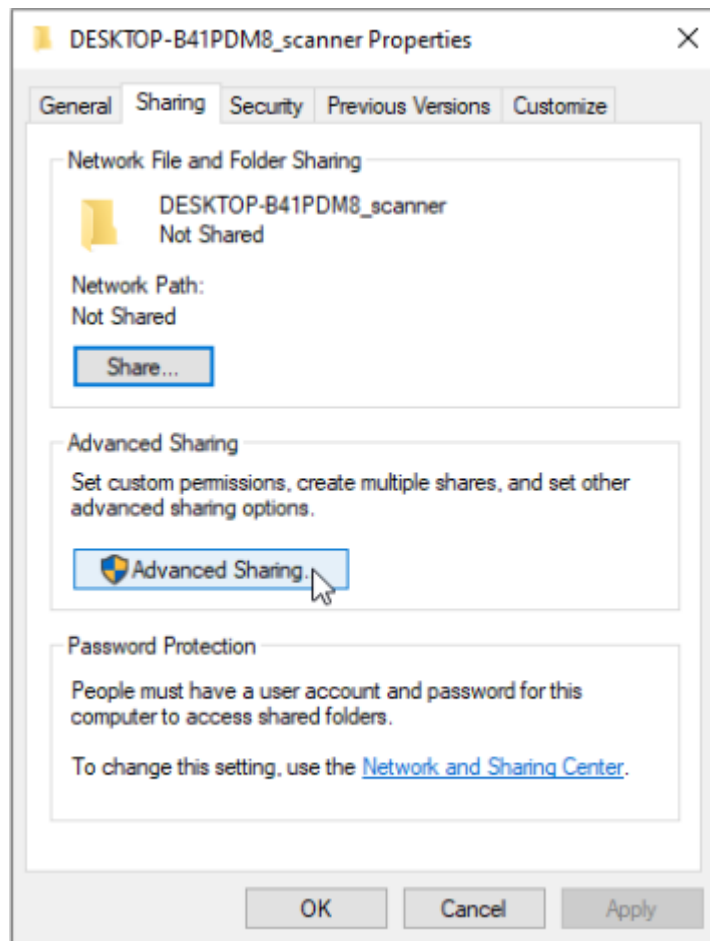 DESKTOP-B41PDM8_scanner Properties
General Sharing Security Previous Versions Customize
Network File and Folder Sharing
DESKTOP-B41PDM8_scanner
Not Shared
Network Path:
Not Shared
Share...
Advanced Sharing
Set custom permissions, create multiple shares, and set other
advanced sharing options.
Advanced Sharing.
Password Protection
People must have a user account and password for this
computer to access shared folders.
To change this setting, use the Network and Sharing Center.
OK Cancel Apply